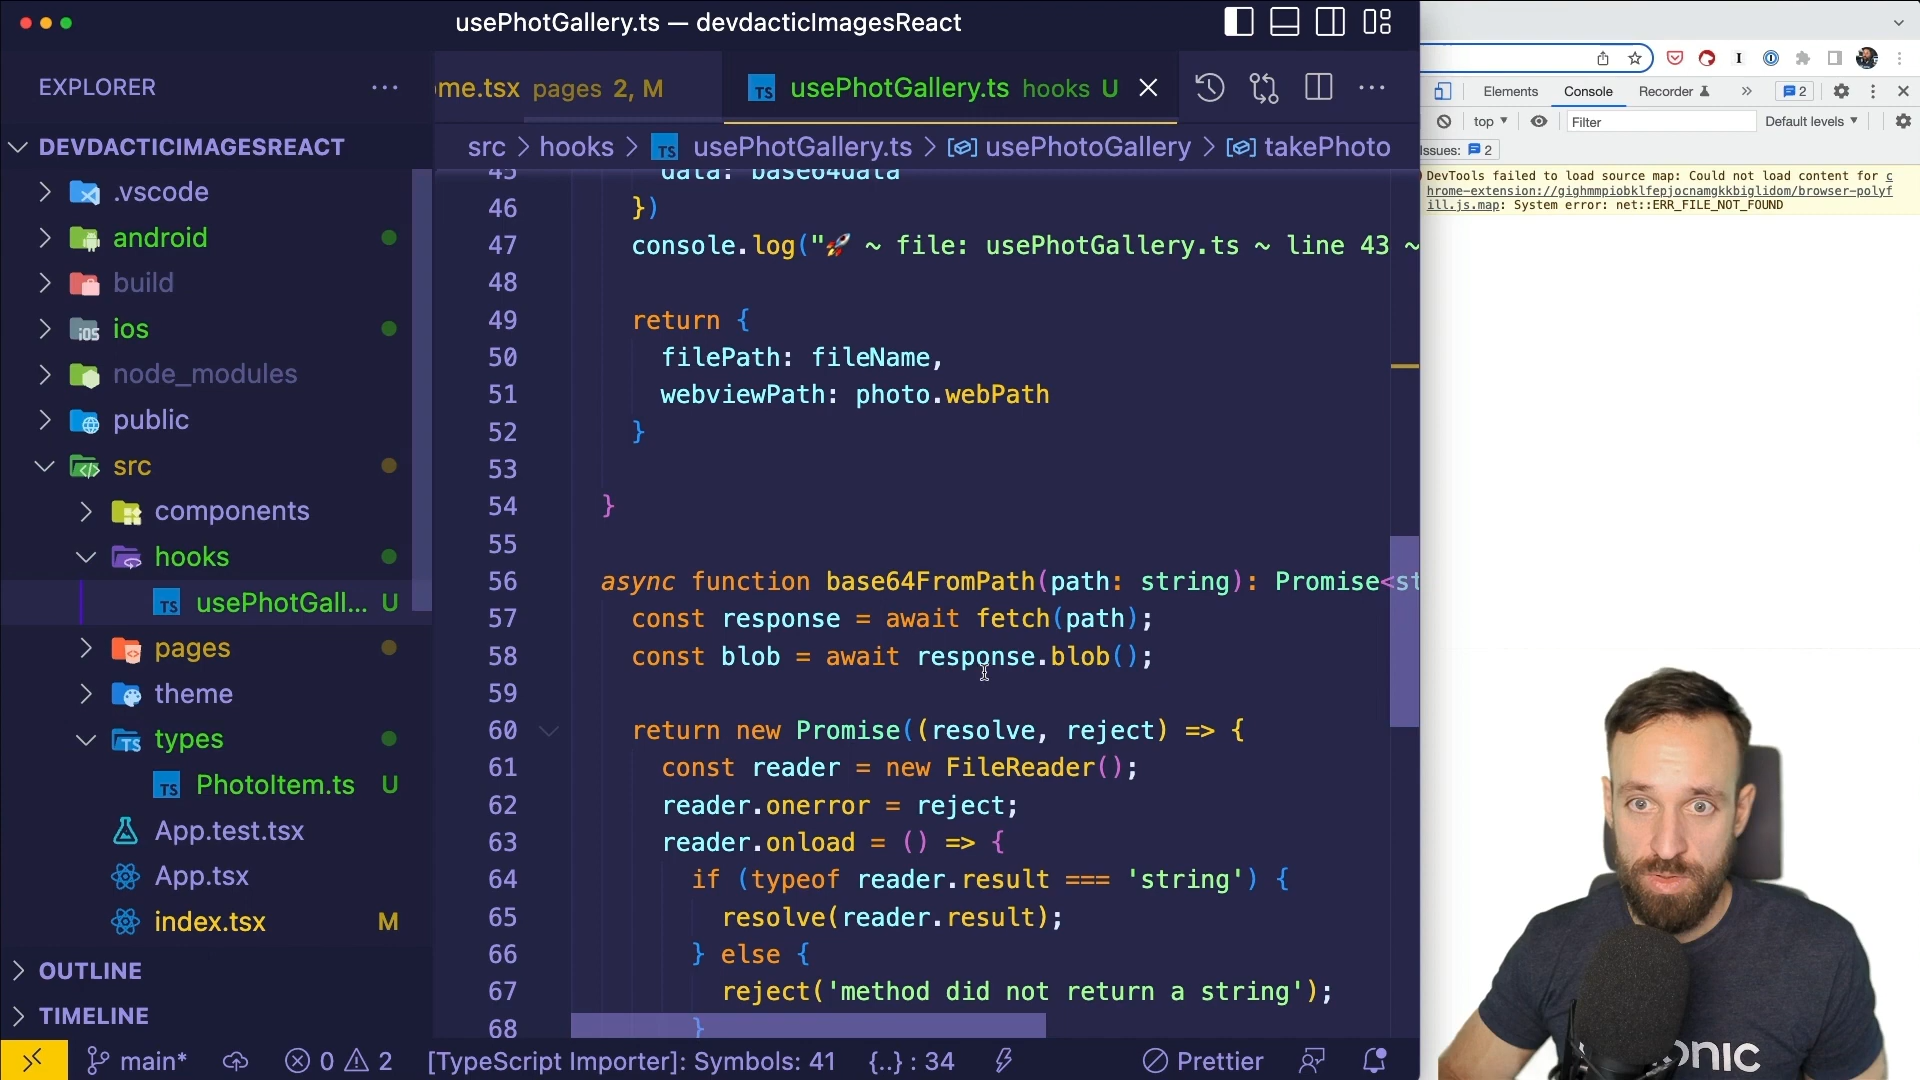 usePhotGallery.ts — devdacticImagesReact
EXPLORER
me.tsx pages 2, M
usePhotGallery.ts hooks U
DEVDACTICIMAGESREACT
src > hooks > TS usePhotGallery.ts > usePhotoGallery > takePhoto
.vscode
android
build
ios
node_modules
public
src
components
hooks
TS usePhotGall... U
pages
theme
types
TS PhotoItem.ts U
App.test.tsx
App.tsx
index.tsx M
OUTLINE
TIMELINE
45 data: base64data
46 })
47 console.log("🚀 ~ file: usePhotGallery.ts ~ line 43 ~
48
49 return {
50 filePath: fileName,
51 webviewPath: photo.webPath
52 }
53
54 }
55
56 async function base64FromPath(path: string): Promise<st
57 const response = await fetch(path);
58 const blob = await response.blob();
59
60 return new Promise((resolve, reject) => {
61 const reader = new FileReader();
62 reader.onerror = reject;
63 reader.onload = () => {
64 if (typeof reader.result === 'string') {
65 resolve(reader.result);
66 } else {
67 reject('method did not return a string');
68 }
main* 0 2 [TypeScript Importer]: Symbols: 41 {..} : 34 Prettier
Elements Console Recorder 2
top Filter Default levels
Issues: 2
DevTools failed to load source map: Could not load content for c
hrome-extension://gighmmpiobklfepjocnamgkkbiglidom/browser-polyf
ill.js.map: System error: net::ERR_FILE_NOT_FOUND
onic